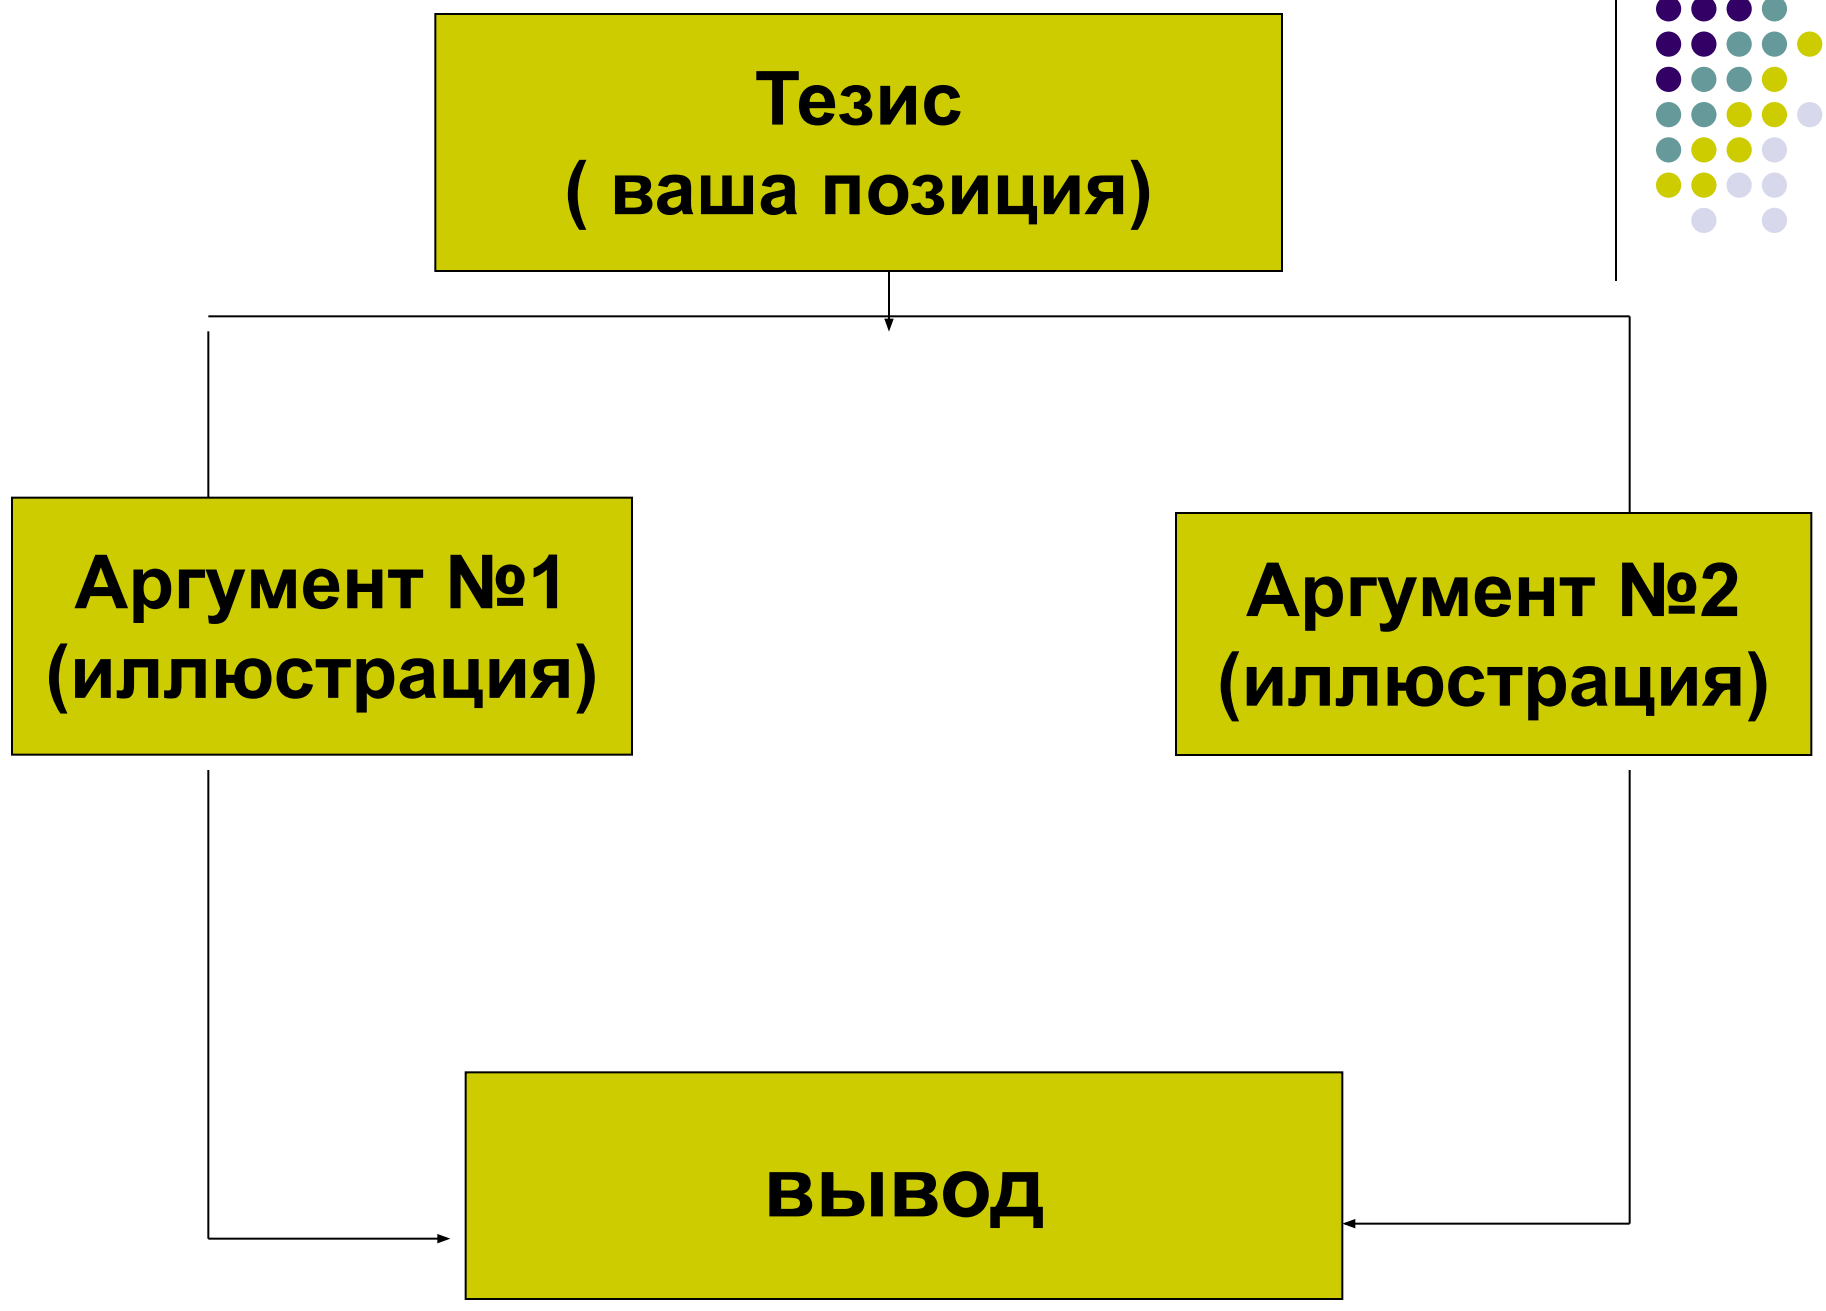 Тезис
( ваша позиция)
Аргумент №1
(иллюстрация)
Аргумент №2
(иллюстрация)
вывод